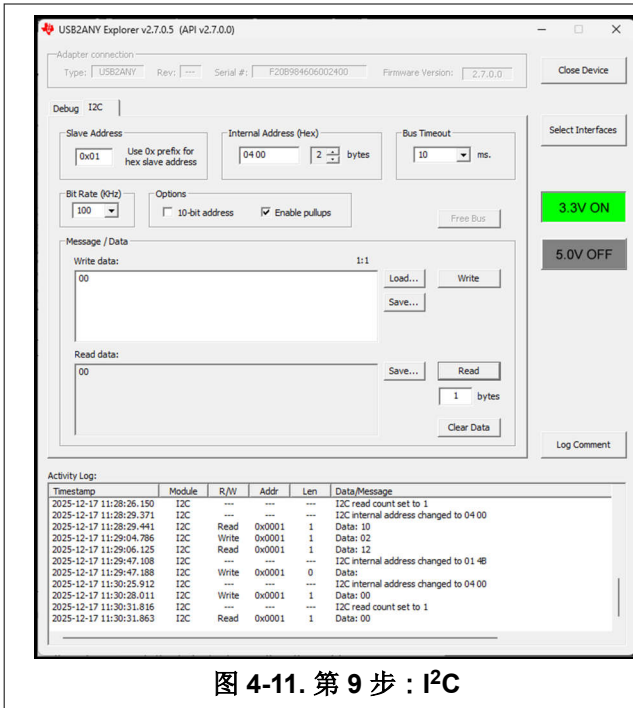 USB2ANY Explorer v2.7.0.5 (API v2.7.0.0)
Adapter connection
Type: USB2ANY Rev: --- Serial #: F20B984606002400 Firmware Version: 2.7.0.0
Close Device
Debug I2C
Select Interfaces
Slave Address
0x01 Use 0x prefix for
hex slave address
Internal Address (Hex)
04 00 2 bytes
Bus Timeout
10 ms.
Bit Rate (KHz)
100
Options
10-bit address Enable pullups
Free Bus
3.3V ON
5.0V OFF
Message / Data
Write data: 1:1
00
Load... Write
Save...
Read data:
00
Save... Read
1 bytes
Clear Data
Log Comment
Activity Log:
Timestamp Module R/W Addr Len Data/Message
2025-12-17 11:28:26.150 I2C --- --- --- I2C read count set to 1
2025-12-17 11:28:29.371 I2C --- --- --- I2C internal address changed to 04 00
2025-12-17 11:28:29.441 I2C Read 0x0001 1 Data: 10
2025-12-17 11:29:04.786 I2C Write 0x0001 1 Data: 02
2025-12-17 11:29:06.125 I2C Read 0x0001 1 Data: 12
2025-12-17 11:29:47.108 I2C --- --- --- I2C internal address changed to 01 4B
2025-12-17 11:29:47.188 I2C Write 0x0001 0 Data:
2025-12-17 11:30:25.912 I2C --- --- --- I2C internal address changed to 04 00
2025-12-17 11:30:28.011 I2C Write 0x0001 1 Data: 00
2025-12-17 11:30:31.816 I2C --- --- --- I2C read count set to 1
2025-12-17 11:30:31.863 I2C Read 0x0001 1 Data: 00
图 4-11. 第 9 步：I²C